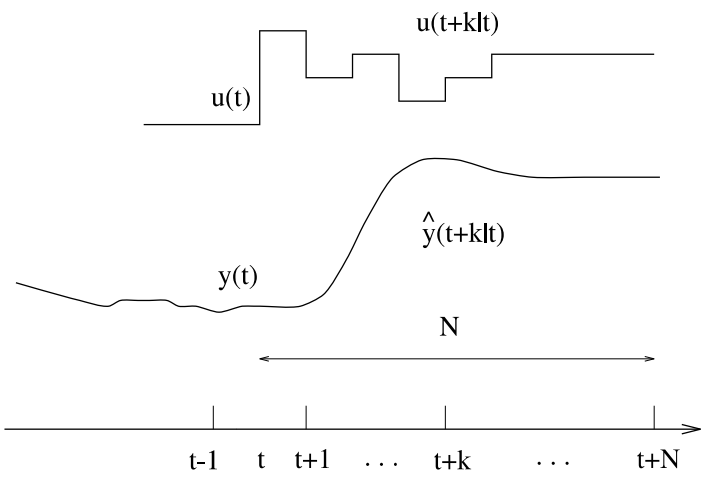 u(t+k|t)
u(t)
ŷ(t+k|t)
y(t)
N
t-1 t t+1 ... t+k ... t+N